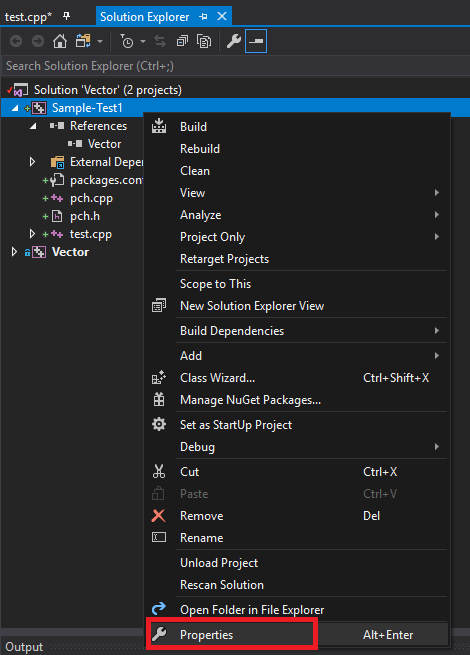 test.cpp*
Solution Explorer
Search Solution Explorer (Ctrl+;)
Solution 'Vector' (2 projects)
Sample-Test1
References
Vector
External Depe
packages.con
pch.cpp
pch.h
test.cpp
Vector
Build
Rebuild
Clean
View
Analyze
Project Only
Retarget Projects
Scope to This
New Solution Explorer View
Build Dependencies
Add
Class Wizard... Ctrl+Shift+X
Manage NuGet Packages...
Set as StartUp Project
Debug
Cut Ctrl+X
Paste Ctrl+V
Remove Del
Rename
Unload Project
Rescan Solution
Open Folder in File Explorer
Properties Alt+Enter
Output